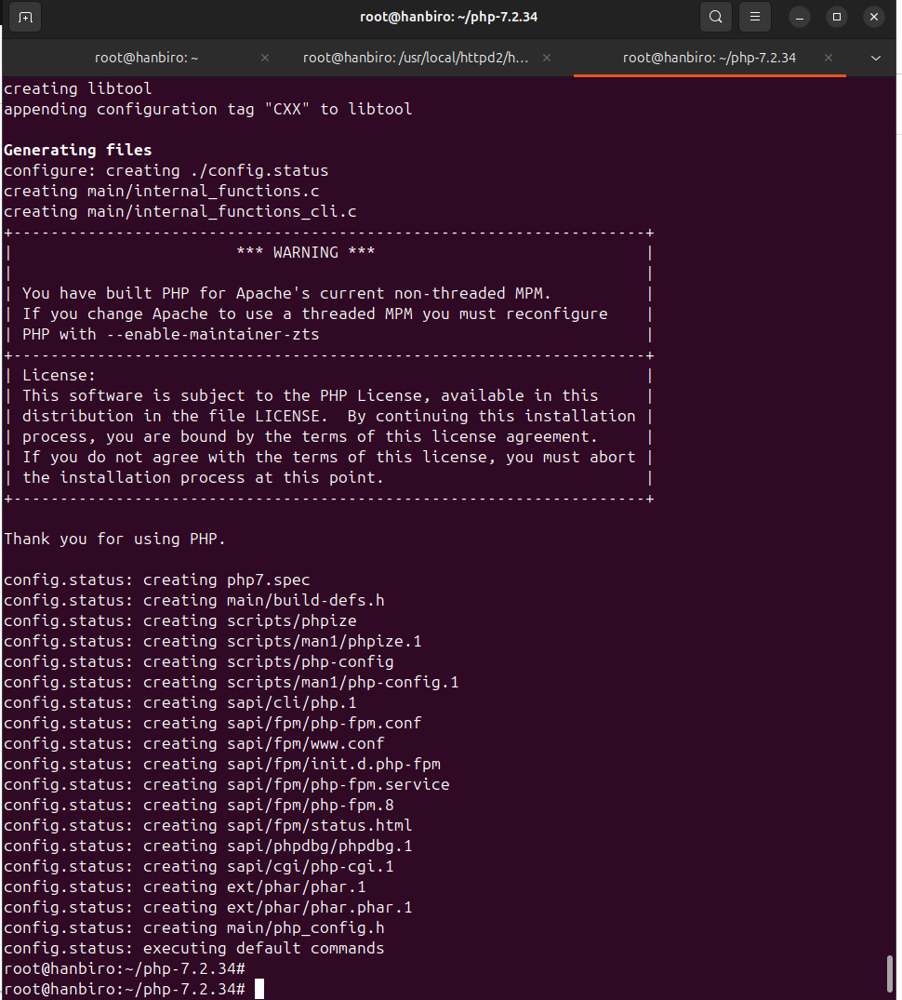 root@hanbiro: ~/php-7.2.34
root@hanbiro: ~
root@hanbiro: /usr/local/httpd2/h...
root@hanbiro: ~/php-7.2.34
creating libtool
appending configuration tag "CXX" to libtool
Generating files
configure: creating ./config.status
creating main/internal_functions.c
creating main/internal_functions_cli.c
+--------------------------------------------------------------------+
|                        *** WARNING ***                             |
|                                                                    |
| You have built PHP for Apache's current non-threaded MPM.          |
| If you change Apache to use a threaded MPM you must reconfigure    |
| PHP with --enable-maintainer-zts                                   |
+--------------------------------------------------------------------+
| License:                                                           |
| This software is subject to the PHP License, available in this     |
| distribution in the file LICENSE.  By continuing this installation |
| process, you are bound by the terms of this license agreement.     |
| If you do not agree with the terms of this license, you must abort |
| the installation process at this point.                            |
+--------------------------------------------------------------------+
Thank you for using PHP.
config.status: creating php7.spec
config.status: creating main/build-defs.h
config.status: creating scripts/phpize
config.status: creating scripts/man1/phpize.1
config.status: creating scripts/php-config
config.status: creating scripts/man1/php-config.1
config.status: creating sapi/cli/php.1
config.status: creating sapi/fpm/php-fpm.conf
config.status: creating sapi/fpm/www.conf
config.status: creating sapi/fpm/init.d.php-fpm
config.status: creating sapi/fpm/php-fpm.service
config.status: creating sapi/fpm/php-fpm.8
config.status: creating sapi/fpm/status.html
config.status: creating sapi/phpdbg/phpdbg.1
config.status: creating sapi/cgi/php-cgi.1
config.status: creating ext/phar/phar.1
config.status: creating ext/phar/phar.phar.1
config.status: creating main/php_config.h
config.status: executing default commands
root@hanbiro:~/php-7.2.34#
root@hanbiro:~/php-7.2.34#